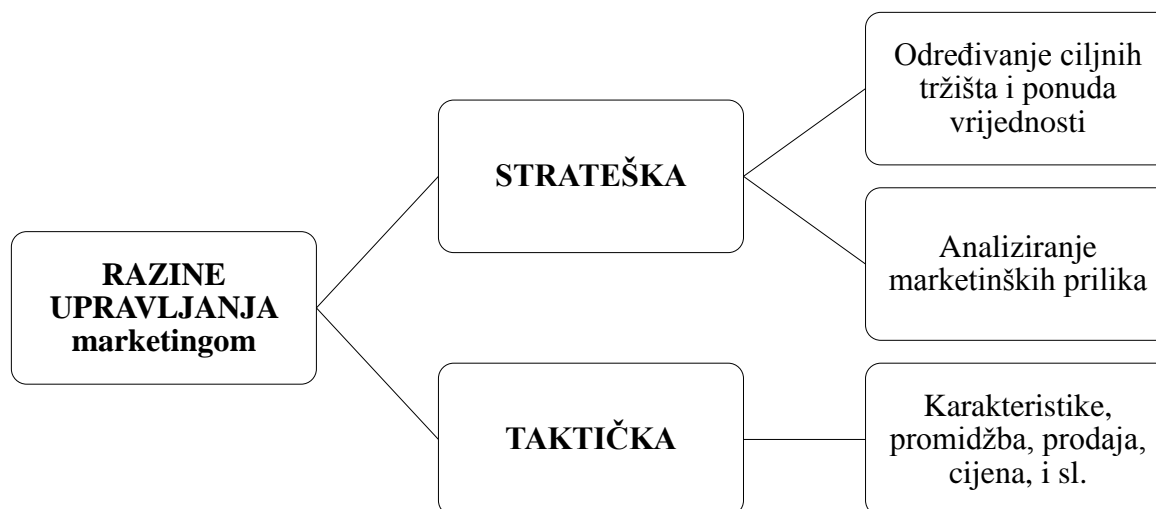 RAZINE
UPRAVLJANJA
marketingom
STRATEŠKA
Određivanje ciljnih
tržišta i ponuda
vrijednosti
Analiziranje
marketinških prilika
TAKTIČKA
Karakteristike,
promidžba, prodaja,
cijena, i sl.